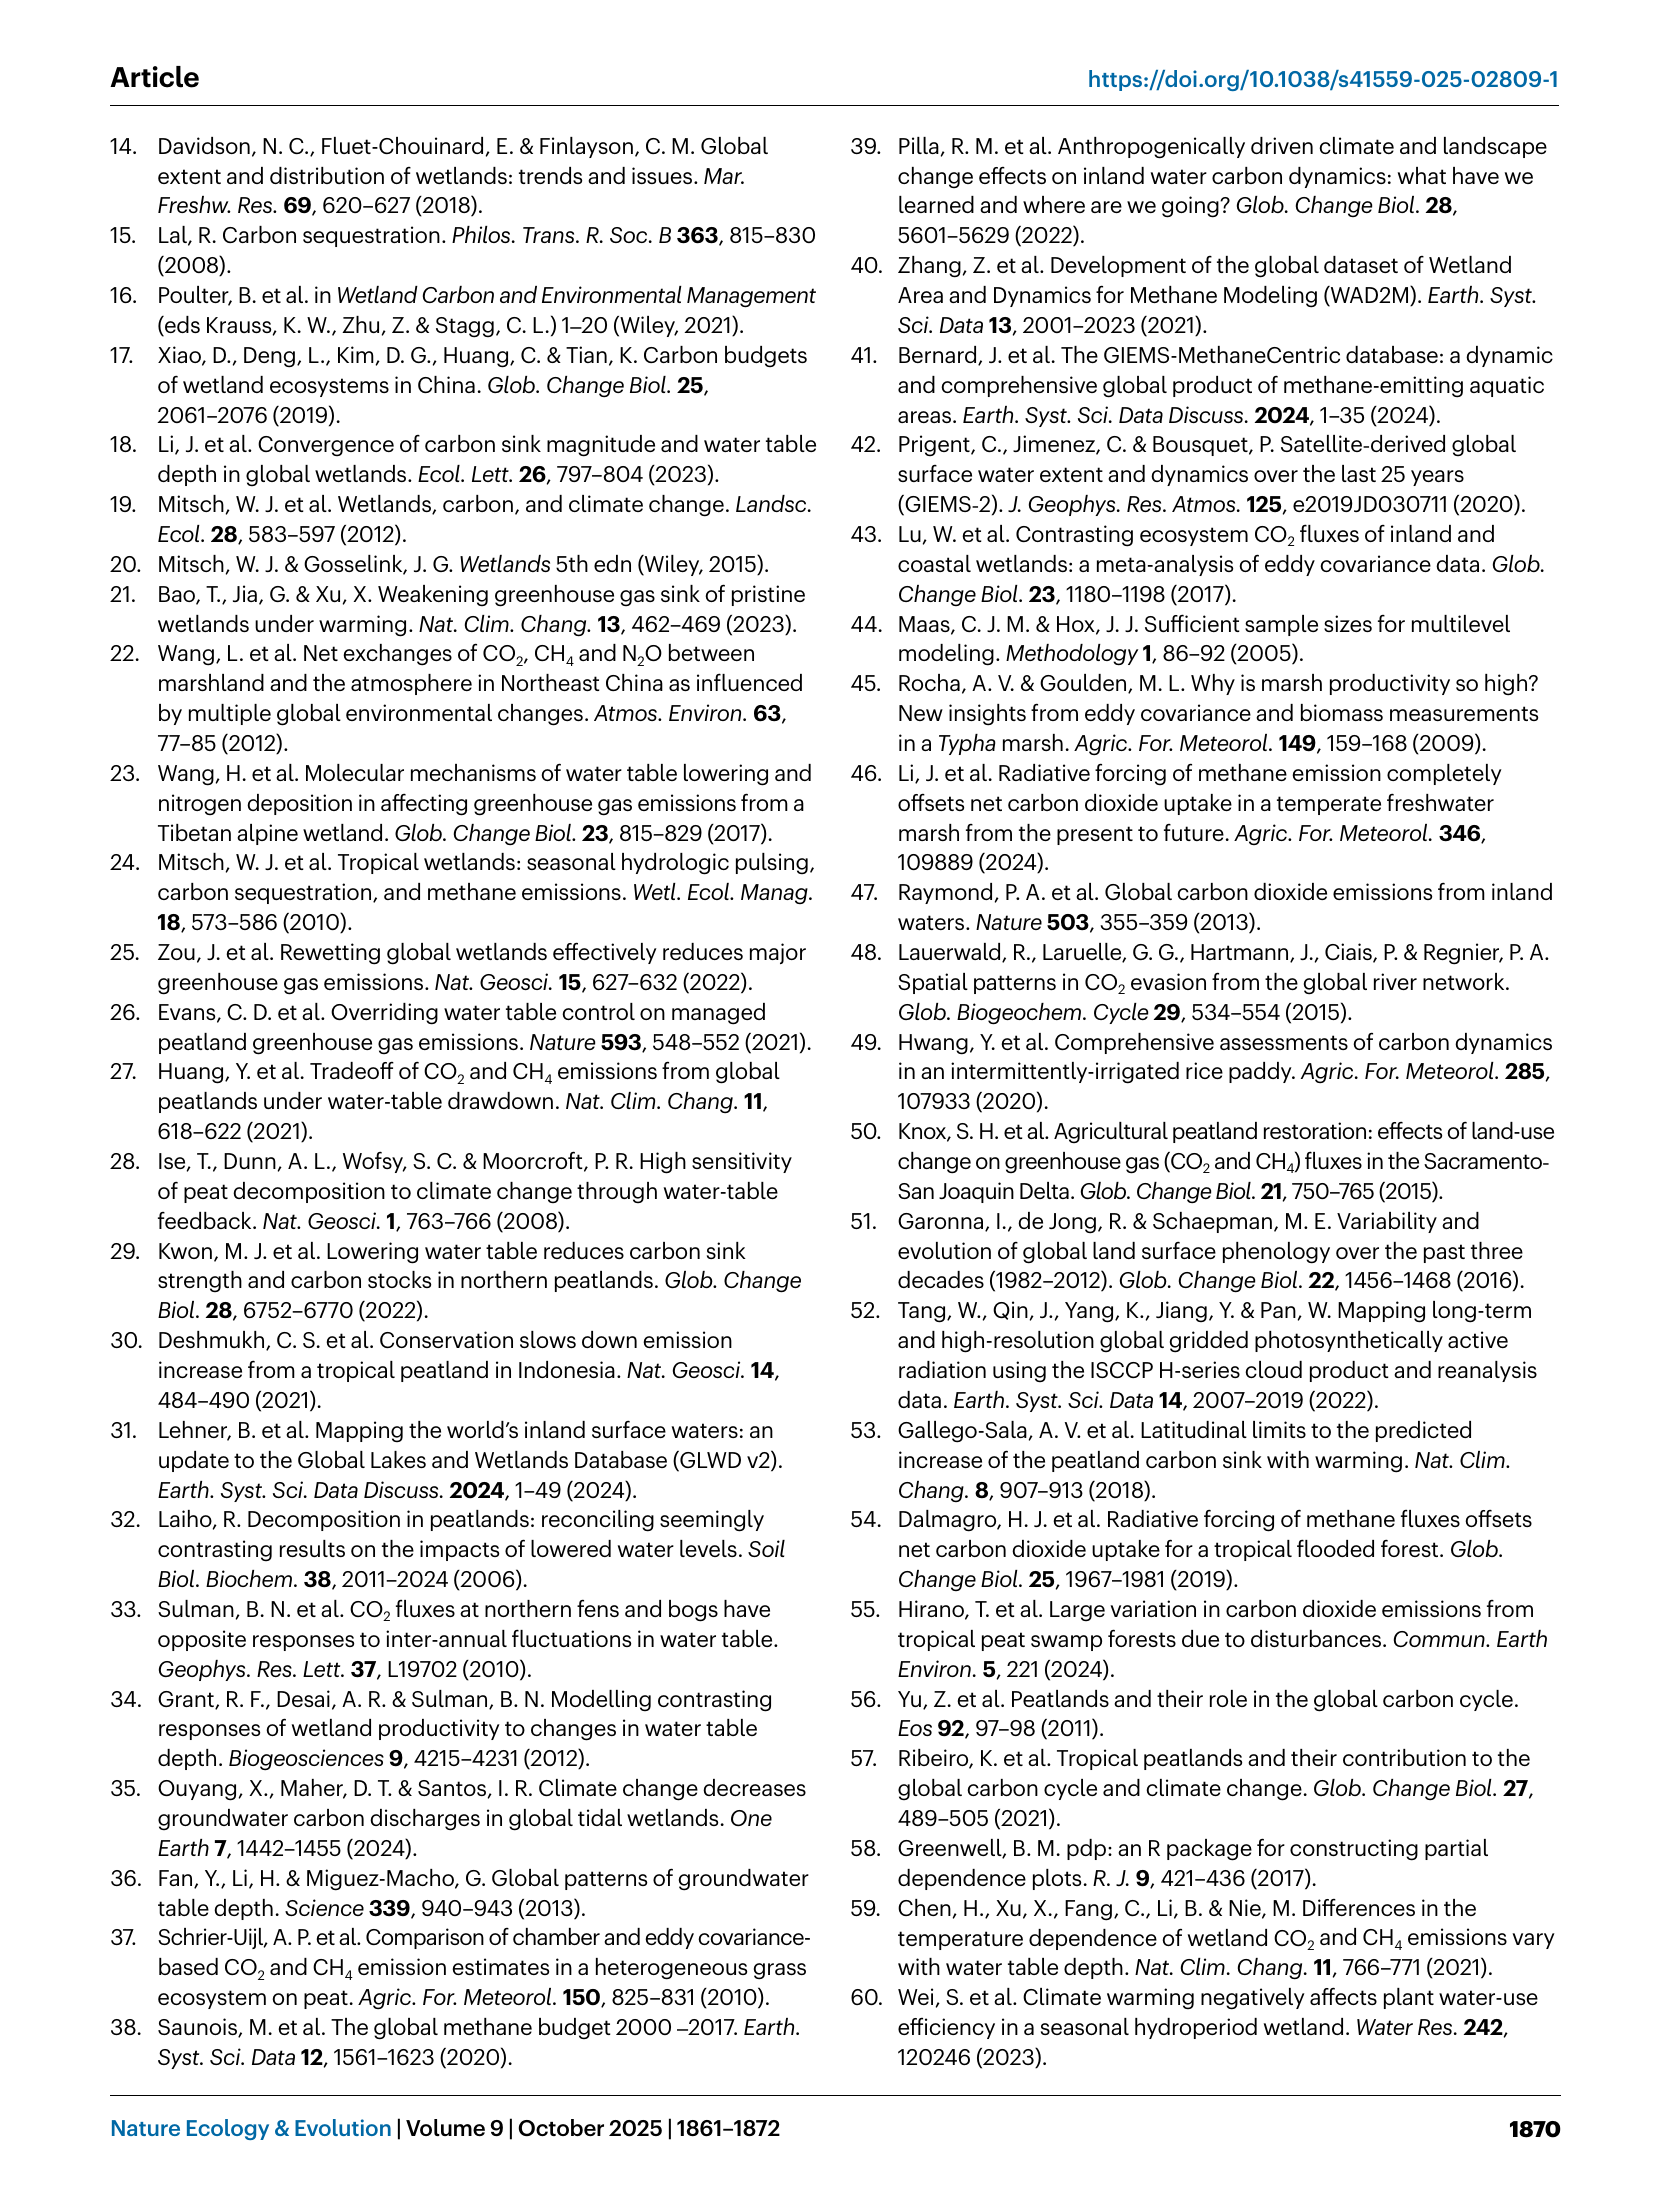 Article
https://doi.org/10.1038/s41559-025-02809-1
14. Davidson, N. C., Fluet-Chouinard, E. & Finlayson, C. M. Global
extent and distribution of wetlands: trends and issues. Mar.
Freshw. Res. 69, 620–627 (2018).
15. Lal, R. Carbon sequestration. Philos. Trans. R. Soc. B 363, 815–830
(2008).
16. Poulter, B. et al. in Wetland Carbon and Environmental Management
(eds Krauss, K. W., Zhu, Z. & Stagg, C. L.) 1–20 (Wiley, 2021).
17. Xiao, D., Deng, L., Kim, D. G., Huang, C. & Tian, K. Carbon budgets
of wetland ecosystems in China. Glob. Change Biol. 25,
2061–2076 (2019).
18. Li, J. et al. Convergence of carbon sink magnitude and water table
depth in global wetlands. Ecol. Lett. 26, 797–804 (2023).
19. Mitsch, W. J. et al. Wetlands, carbon, and climate change. Landsc.
Ecol. 28, 583–597 (2012).
20. Mitsch, W. J. & Gosselink, J. G. Wetlands 5th edn (Wiley, 2015).
21. Bao, T., Jia, G. & Xu, X. Weakening greenhouse gas sink of pristine
wetlands under warming. Nat. Clim. Chang. 13, 462–469 (2023).
22. Wang, L. et al. Net exchanges of CO₂, CH₄ and N₂O between
marshland and the atmosphere in Northeast China as influenced
by multiple global environmental changes. Atmos. Environ. 63,
77–85 (2012).
23. Wang, H. et al. Molecular mechanisms of water table lowering and
nitrogen deposition in affecting greenhouse gas emissions from a
Tibetan alpine wetland. Glob. Change Biol. 23, 815–829 (2017).
24. Mitsch, W. J. et al. Tropical wetlands: seasonal hydrologic pulsing,
carbon sequestration, and methane emissions. Wetl. Ecol. Manag.
18, 573–586 (2010).
25. Zou, J. et al. Rewetting global wetlands effectively reduces major
greenhouse gas emissions. Nat. Geosci. 15, 627–632 (2022).
26. Evans, C. D. et al. Overriding water table control on managed
peatland greenhouse gas emissions. Nature 593, 548–552 (2021).
27. Huang, Y. et al. Tradeoff of CO₂ and CH₄ emissions from global
peatlands under water-table drawdown. Nat. Clim. Chang. 11,
618–622 (2021).
28. Ise, T., Dunn, A. L., Wofsy, S. C. & Moorcroft, P. R. High sensitivity
of peat decomposition to climate change through water-table
feedback. Nat. Geosci. 1, 763–766 (2008).
29. Kwon, M. J. et al. Lowering water table reduces carbon sink
strength and carbon stocks in northern peatlands. Glob. Change
Biol. 28, 6752–6770 (2022).
30. Deshmukh, C. S. et al. Conservation slows down emission
increase from a tropical peatland in Indonesia. Nat. Geosci. 14,
484–490 (2021).
31. Lehner, B. et al. Mapping the world’s inland surface waters: an
update to the Global Lakes and Wetlands Database (GLWD v2).
Earth. Syst. Sci. Data Discuss. 2024, 1–49 (2024).
32. Laiho, R. Decomposition in peatlands: reconciling seemingly
contrasting results on the impacts of lowered water levels. Soil
Biol. Biochem. 38, 2011–2024 (2006).
33. Sulman, B. N. et al. CO₂ fluxes at northern fens and bogs have
opposite responses to inter-annual fluctuations in water table.
Geophys. Res. Lett. 37, L19702 (2010).
34. Grant, R. F., Desai, A. R. & Sulman, B. N. Modelling contrasting
responses of wetland productivity to changes in water table
depth. Biogeosciences 9, 4215–4231 (2012).
35. Ouyang, X., Maher, D. T. & Santos, I. R. Climate change decreases
groundwater carbon discharges in global tidal wetlands. One
Earth 7, 1442–1455 (2024).
36. Fan, Y., Li, H. & Miguez-Macho, G. Global patterns of groundwater
table depth. Science 339, 940–943 (2013).
37. Schrier-Uijl, A. P. et al. Comparison of chamber and eddy covariance-
based CO₂ and CH₄ emission estimates in a heterogeneous grass
ecosystem on peat. Agric. For. Meteorol. 150, 825–831 (2010).
38. Saunois, M. et al. The global methane budget 2000 –2017. Earth.
Syst. Sci. Data 12, 1561–1623 (2020).
39. Pilla, R. M. et al. Anthropogenically driven climate and landscape
change effects on inland water carbon dynamics: what have we
learned and where are we going? Glob. Change Biol. 28,
5601–5629 (2022).
40. Zhang, Z. et al. Development of the global dataset of Wetland
Area and Dynamics for Methane Modeling (WAD2M). Earth. Syst.
Sci. Data 13, 2001–2023 (2021).
41. Bernard, J. et al. The GIEMS-MethaneCentric database: a dynamic
and comprehensive global product of methane-emitting aquatic
areas. Earth. Syst. Sci. Data Discuss. 2024, 1–35 (2024).
42. Prigent, C., Jimenez, C. & Bousquet, P. Satellite-derived global
surface water extent and dynamics over the last 25 years
(GIEMS-2). J. Geophys. Res. Atmos. 125, e2019JD030711 (2020).
43. Lu, W. et al. Contrasting ecosystem CO₂ fluxes of inland and
coastal wetlands: a meta-analysis of eddy covariance data. Glob.
Change Biol. 23, 1180–1198 (2017).
44. Maas, C. J. M. & Hox, J. J. Sufficient sample sizes for multilevel
modeling. Methodology 1, 86–92 (2005).
45. Rocha, A. V. & Goulden, M. L. Why is marsh productivity so high?
New insights from eddy covariance and biomass measurements
in a Typha marsh. Agric. For. Meteorol. 149, 159–168 (2009).
46. Li, J. et al. Radiative forcing of methane emission completely
offsets net carbon dioxide uptake in a temperate freshwater
marsh from the present to future. Agric. For. Meteorol. 346,
109889 (2024).
47. Raymond, P. A. et al. Global carbon dioxide emissions from inland
waters. Nature 503, 355–359 (2013).
48. Lauerwald, R., Laruelle, G. G., Hartmann, J., Ciais, P. & Regnier, P. A.
Spatial patterns in CO₂ evasion from the global river network.
Glob. Biogeochem. Cycle 29, 534–554 (2015).
49. Hwang, Y. et al. Comprehensive assessments of carbon dynamics
in an intermittently-irrigated rice paddy. Agric. For. Meteorol. 285,
107933 (2020).
50. Knox, S. H. et al. Agricultural peatland restoration: effects of land-use
change on greenhouse gas (CO₂ and CH₄) fluxes in the Sacramento-
San Joaquin Delta. Glob. Change Biol. 21, 750–765 (2015).
51. Garonna, I., de Jong, R. & Schaepman, M. E. Variability and
evolution of global land surface phenology over the past three
decades (1982–2012). Glob. Change Biol. 22, 1456–1468 (2016).
52. Tang, W., Qin, J., Yang, K., Jiang, Y. & Pan, W. Mapping long-term
and high-resolution global gridded photosynthetically active
radiation using the ISCCP H-series cloud product and reanalysis
data. Earth. Syst. Sci. Data 14, 2007–2019 (2022).
53. Gallego-Sala, A. V. et al. Latitudinal limits to the predicted
increase of the peatland carbon sink with warming. Nat. Clim.
Chang. 8, 907–913 (2018).
54. Dalmagro, H. J. et al. Radiative forcing of methane fluxes offsets
net carbon dioxide uptake for a tropical flooded forest. Glob.
Change Biol. 25, 1967–1981 (2019).
55. Hirano, T. et al. Large variation in carbon dioxide emissions from
tropical peat swamp forests due to disturbances. Commun. Earth
Environ. 5, 221 (2024).
56. Yu, Z. et al. Peatlands and their role in the global carbon cycle.
Eos 92, 97–98 (2011).
57. Ribeiro, K. et al. Tropical peatlands and their contribution to the
global carbon cycle and climate change. Glob. Change Biol. 27,
489–505 (2021).
58. Greenwell, B. M. pdp: an R package for constructing partial
dependence plots. R. J. 9, 421–436 (2017).
59. Chen, H., Xu, X., Fang, C., Li, B. & Nie, M. Differences in the
temperature dependence of wetland CO₂ and CH₄ emissions vary
with water table depth. Nat. Clim. Chang. 11, 766–771 (2021).
60. Wei, S. et al. Climate warming negatively affects plant water-use
efficiency in a seasonal hydroperiod wetland. Water Res. 242,
120246 (2023).
Nature Ecology & Evolution | Volume 9 | October 2025 | 1861–1872
1870